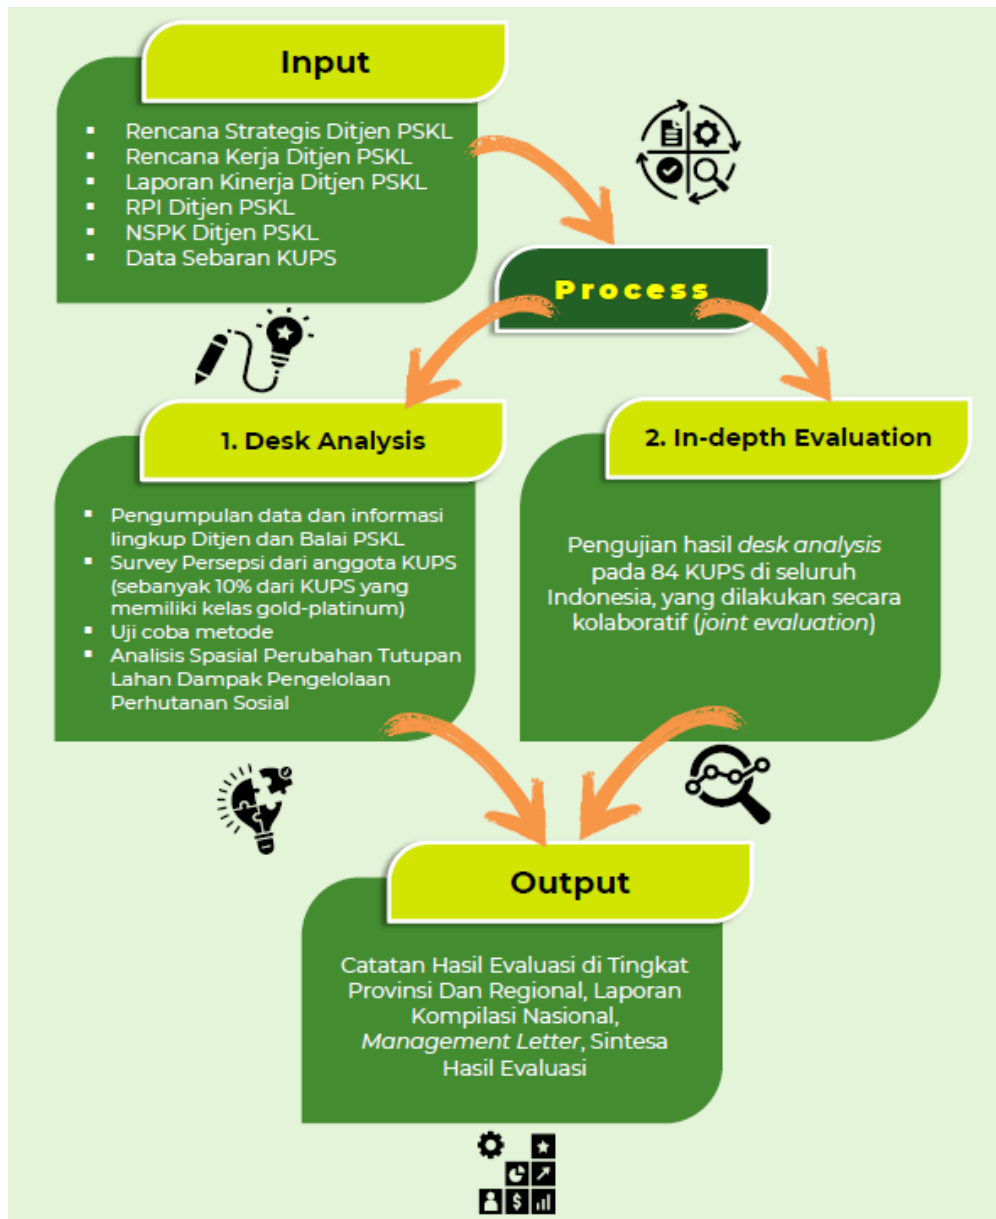 Input
▪ Rencana Strategis Ditjen PSKL
▪ Rencana Kerja Ditjen PSKL
▪ Laporan Kinerja Ditjen PSKL
▪ RPI Ditjen PSKL
▪ NSPK Ditjen PSKL
▪ Data Sebaran KUPS
Process
1. Desk Analysis
▪ Pengumpulan data dan informasi
lingkup Ditjen dan Balai PSKL
▪ Survey Persepsi dari anggota KUPS
(sebanyak 10% dari KUPS yang
memiliki kelas gold-platinum)
▪ Uji coba metode
▪ Analisis Spasial Perubahan Tutupan
Lahan Dampak Pengelolaan
Perhutanan Sosial
2. In-depth Evaluation
Pengujian hasil desk analysis
pada 84 KUPS di seluruh
Indonesia, yang dilakukan secara
kolaboratif (joint evaluation)
Output
Catatan Hasil Evaluasi di Tingkat
Provinsi Dan Regional, Laporan
Kompilasi Nasional,
Management Letter, Sintesa
Hasil Evaluasi
$